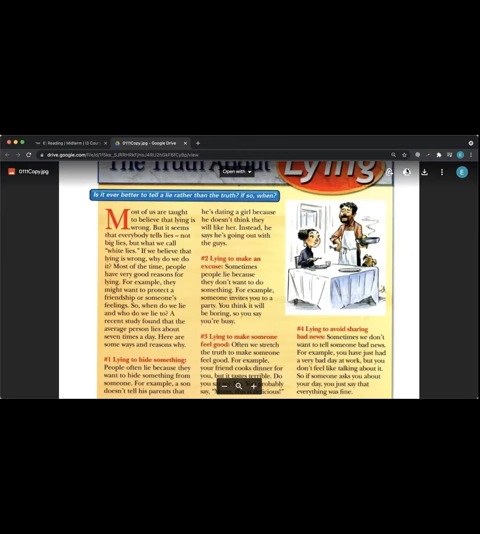 E: Reading | Midterm | IS Cou
0111Copy.jpg - Google Drive
0111Copy.jpg
Open with
The Truth About Lying
Is it ever better to tell a lie rather than the truth? If so, when?
Most of us are taught
to believe that lying is
wrong. But it seems
that everybody tells lies – not
big lies, but what we call
"white lies." If we believe that
lying is wrong, why do we do
it? Most of the time, people
have very good reasons for
lying. For example, they
might want to protect a
friendship or someone's
feelings. So, when do we lie
and who do we lie to? A
recent study found that the
average person lies about
seven times a day. Here are
some ways and reasons why.
#1 Lying to hide something:
People often lie because they
want to hide something from
someone. For example, a son
doesn't tell his parents that
he's dating a girl because
he doesn't think they
will like her. Instead, he
says he's going out with
the guys.
#2 Lying to make an
excuse: Sometimes
people lie because
they don't want to do
something. For example,
someone invites you to a
party. You think it will
be boring, so you say
you're busy.
#3 Lying to make someone
feel good: Often we stretch
the truth to make someone
feel good. For example,
your friend cooks dinner for
you, but it tastes terrible. Do
you s probably
say, icious!"
#4 Lying to avoid sharing
bad news: Sometimes we don't
want to tell someone bad news.
For example, you have just had
a very bad day at work, but you
don't feel like talking about it.
So if someone asks you about
your day, you just say that
everything was fine.